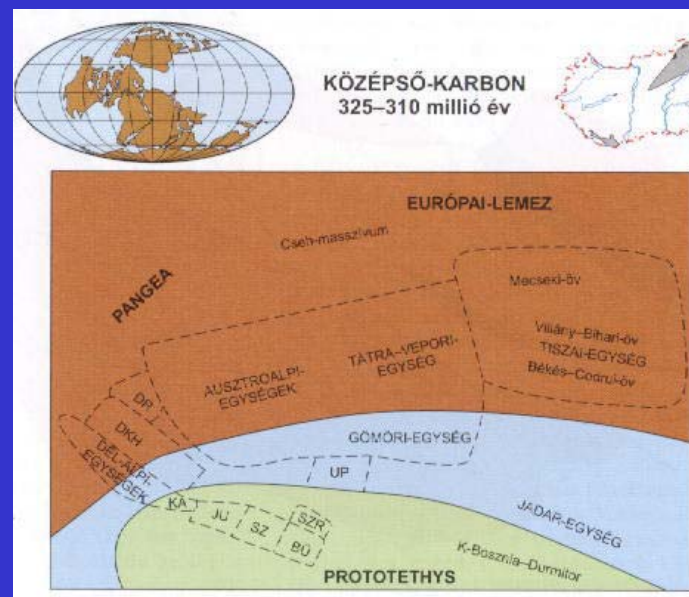 KÖZÉPSŐ-KARBON
325–310 millió év
EURÓPAI-LEMEZ
Cseh-masszívum
PANGEA
Mecseki-öv
Villány–Bihari-öv
TISZAI-EGYSÉG
Békés–Codrui-öv
TÁTRA–VEPORI-
EGYSÉG
AUSZTROALPI-
EGYSÉGEK
DP
DKH
DÉL-ALPI-
EGYSÉGEK
GÖMÖRI-EGYSÉG
UP
KA
JU
SZ
SZR
BÜ
JADAR-EGYSÉG
K-Bosznia–Durmitor
PROTOTETHYS